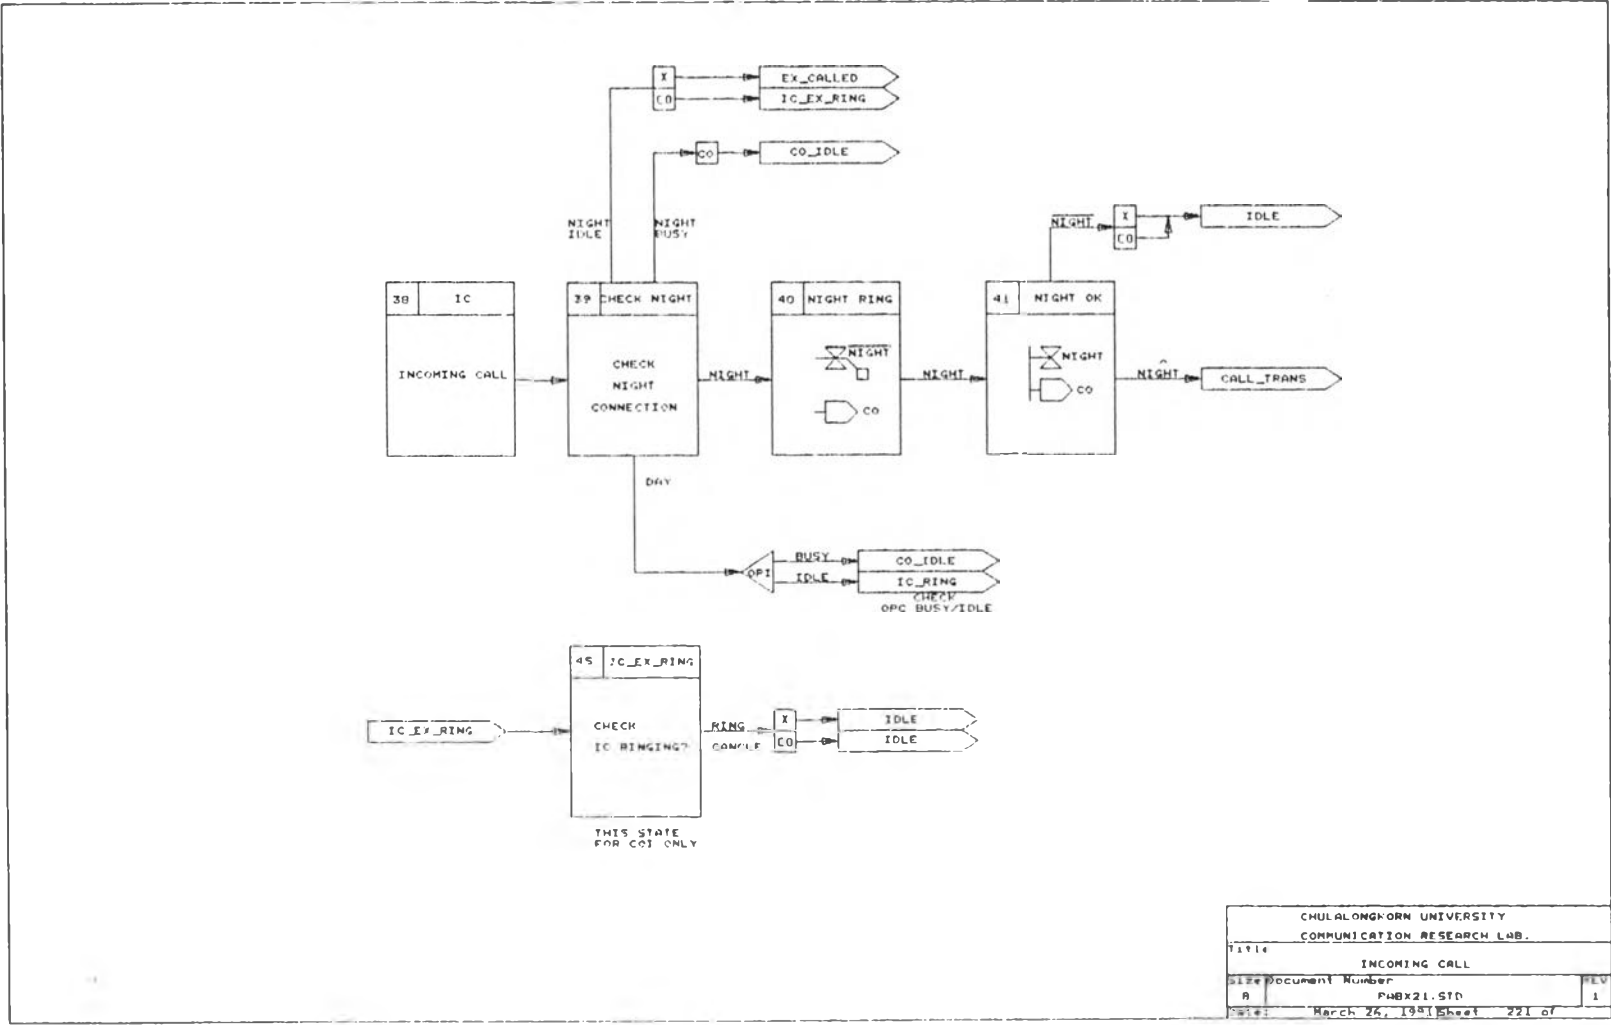 X
EX_CALLED
CO
IC_EX_RING
CO
CO_IDLE
NIGHT
IDLE
NIGHT
BUSY
NIGHT
X
IDLE
CO
38 IC
INCOMING CALL
39 CHECK NIGHT
CHECK
NIGHT
CONNECTION
NIGHT
40 NIGHT RING
NIGHT
CO
NIGHT
41 NIGHT OK
NIGHT
CO
NIGHT
CALL_TRANS
DAY
OPI
BUSY
CO_IDLE
IDLE
IC_RING
CHECK
OPC BUSY/IDLE
IC_EX_RING
45 IC_EX_RING
CHECK
IC RINGING?
RING
CANCLE
X
IDLE
CO
IDLE
THIS STATE
FOR COI ONLY
CHULALONGKORN UNIVERSITY
COMMUNICATION RESEARCH LAB.
Title
INCOMING CALL
Size Document Number REV
A PABX21.STD 1
Date: March 26, 1991 Sheet 221 of